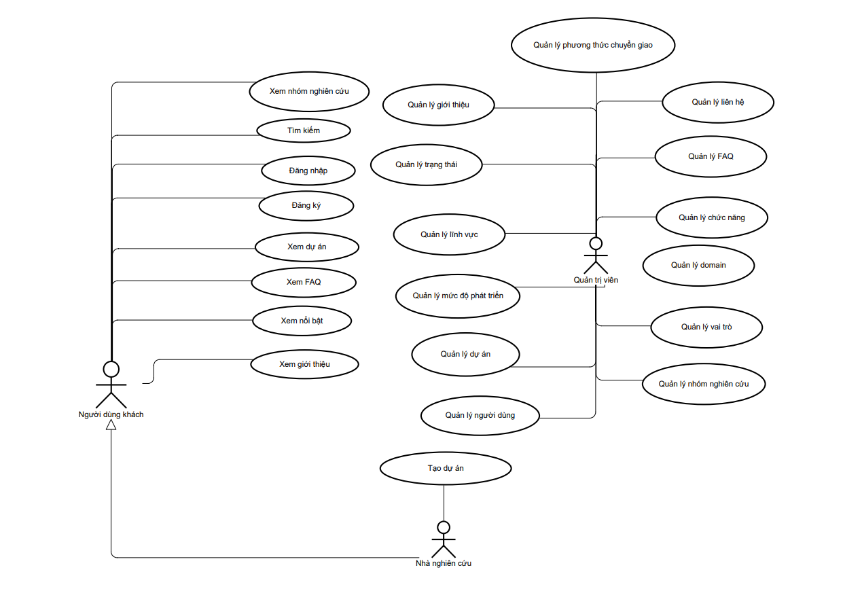 Quản lý phương thức chuyển giao
Xem nhóm nghiên cứu
Quản lý giới thiệu
Quản lý liên hệ
Tìm kiếm
Quản lý trạng thái
Quản lý FAQ
Đăng nhập
Đăng ký
Quản lý lĩnh vực
Quản lý chức năng
Xem dự án
Quản lý domain
Xem FAQ
Quản trị viên
Quản lý mức độ phát triển
Xem nổi bật
Quản lý vai trò
Xem giới thiệu
Quản lý dự án
Quản lý nhóm nghiên cứu
Người dùng khách
Quản lý người dùng
Tạo dự án
Nhà nghiên cứu